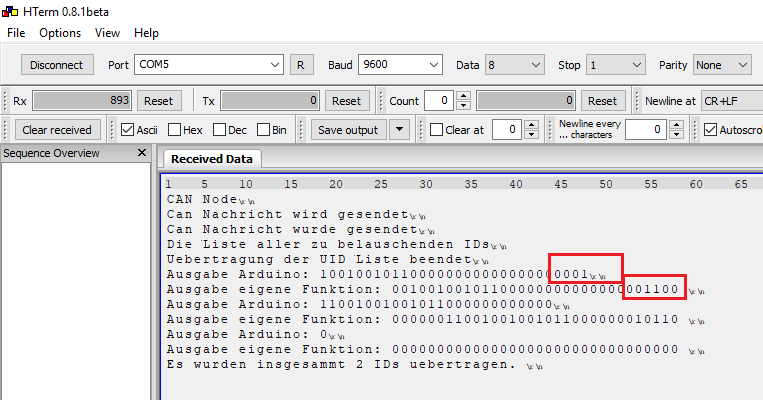 HTerm 0.8.1beta
File Options View Help
Disconnect Port COM5 R Baud 9600 Data 8 Stop 1 Parity None
Rx 893 Reset Tx 0 Reset Count 0 0 Reset Newline at CR+LF
Clear received Ascii Hex Dec Bin Save output Clear at 0 Newline every ... characters 0 Autoscro
Sequence Overview X
Received Data
1 5 10 15 20 25 30 35 40 45 50 55 60 65
CAN Node\r\n
Can Nachricht wird gesendet\r\n
Can Nachricht wurde gesendet\r\n
Die Liste aller zu belauschenden IDs\r\n
Uebertragung der UID Liste beendet\r\n
Ausgabe Arduino: 100100101100000000000000000001\r\n
Ausgabe eigene Funktion: 00100100101100000000000000001100 \r\n
Ausgabe Arduino: 11001001001011000000000000\r\n
Ausgabe eigene Funktion: 00000011001001001011000000010110 \r\n
Ausgabe Arduino: 0\r\n
Ausgabe eigene Funktion: 00000000000000000000000000000000 \r\n
Es wurden insgesammt 2 IDs uebertragen. \r\n